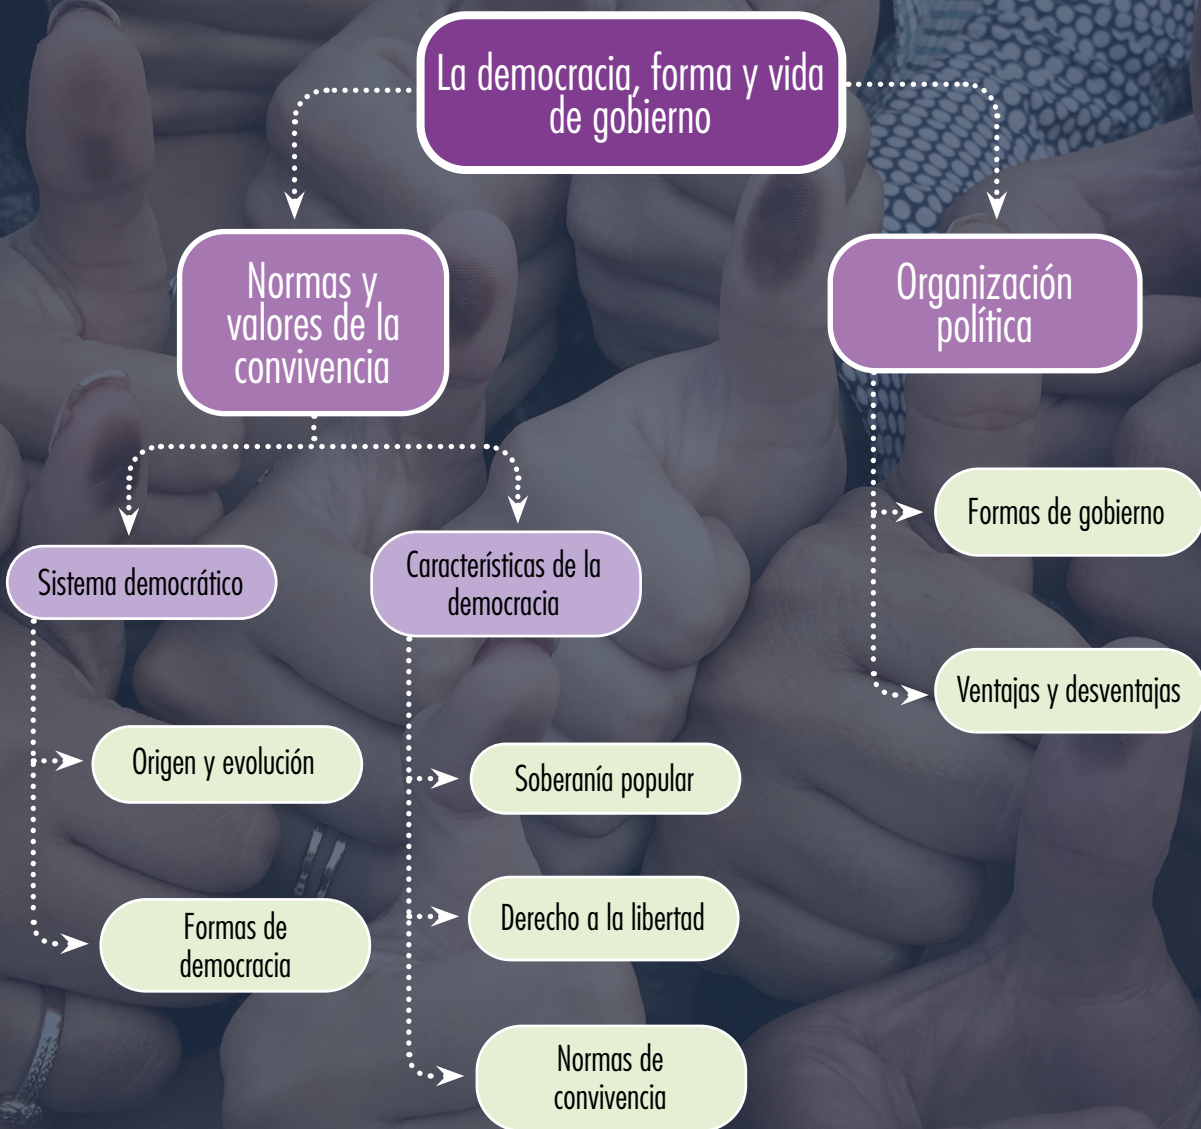 La democracia, forma y vida
de gobierno
Normas y
valores de la
convivencia
Organización
política
Sistema democrático
Características de la
democracia
Formas de gobierno
Ventajas y desventajas
Origen y evolución
Formas de
democracia
Soberanía popular
Derecho a la libertad
Normas de
convivencia